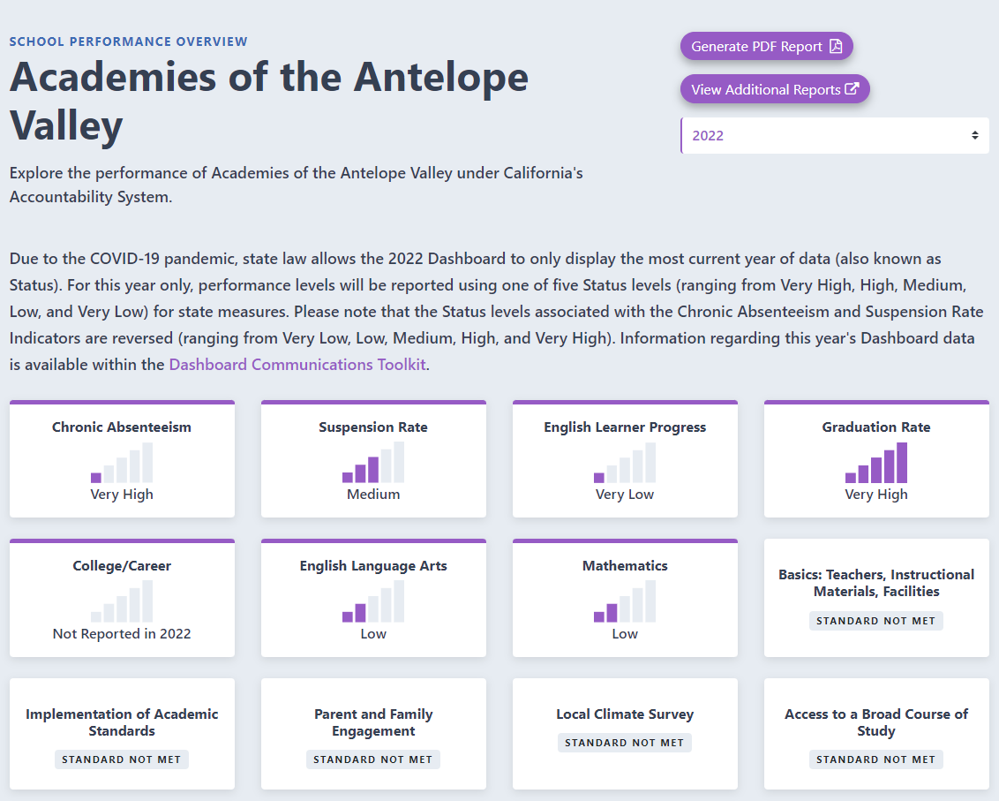 SCHOOL PERFORMANCE OVERVIEW
Academies of the Antelope
Valley
Explore the performance of Academies of the Antelope Valley under California's
Accountability System.
Generate PDF Report
View Additional Reports
2022
Due to the COVID-19 pandemic, state law allows the 2022 Dashboard to only display the most current year of data (also known as
Status). For this year only, performance levels will be reported using one of five Status levels (ranging from Very High, High, Medium,
Low, and Very Low) for state measures. Please note that the Status levels associated with the Chronic Absenteeism and Suspension Rate
Indicators are reversed (ranging from Very Low, Low, Medium, High, and Very High). Information regarding this year's Dashboard data
is available within the Dashboard Communications Toolkit.
Chronic Absenteeism
Very High
Suspension Rate
Medium
English Learner Progress
Very Low
Graduation Rate
Very High
College/Career
Not Reported in 2022
English Language Arts
Low
Mathematics
Low
Basics: Teachers, Instructional
Materials, Facilities
STANDARD NOT MET
Implementation of Academic
Standards
STANDARD NOT MET
Parent and Family
Engagement
STANDARD NOT MET
Local Climate Survey
STANDARD NOT MET
Access to a Broad Course of
Study
STANDARD NOT MET